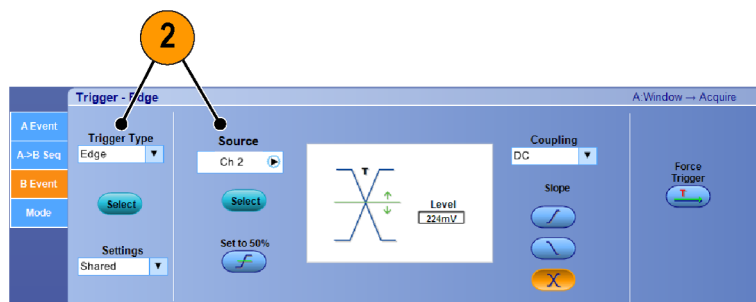 2
Trigger - Edge
A:Window → Acquire
A Event
A->B Seq
B Event
Mode
Trigger Type
Edge
Select
Settings
Shared
Source
Ch 2
Select
Set to 50%
T
Level
224mV
Coupling
DC
Slope
Force
Trigger
T